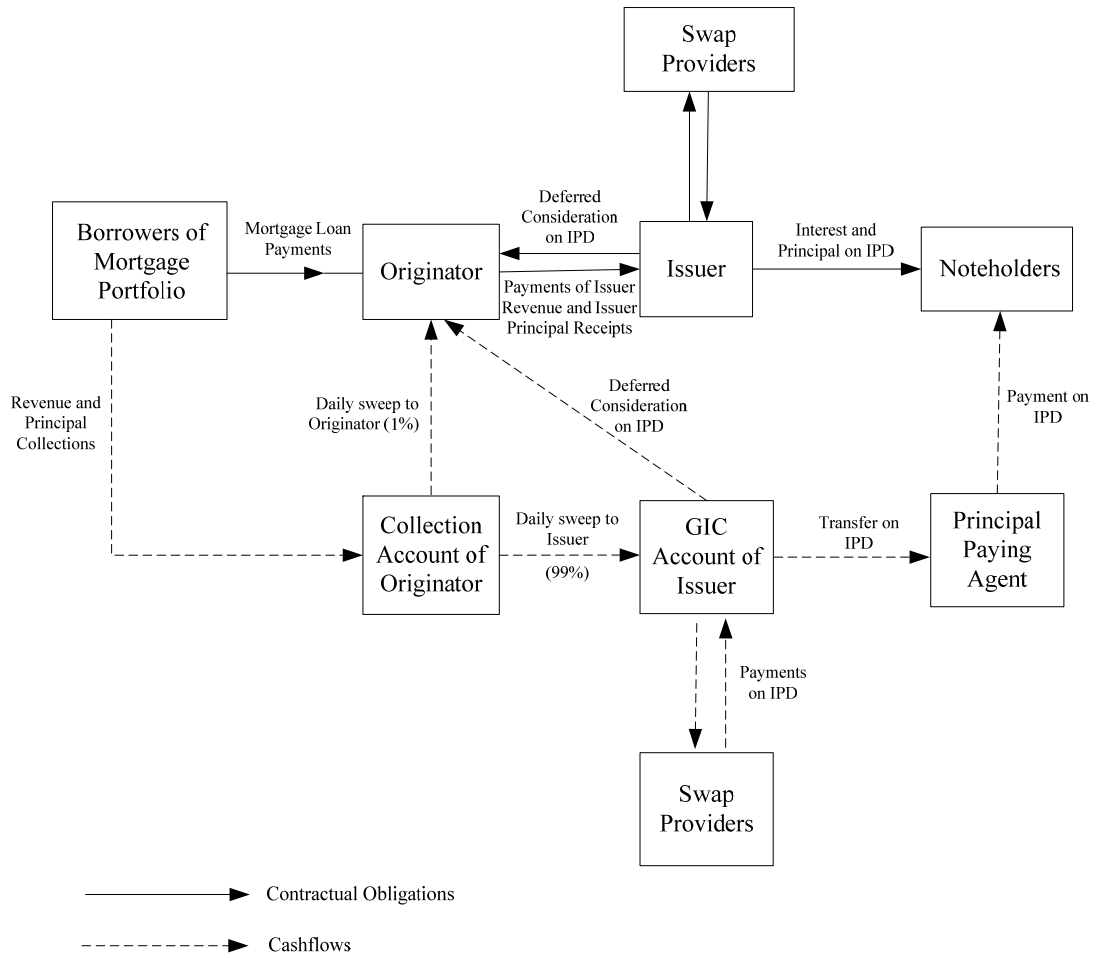 Swap
Providers
Borrowers of
Mortgage
Portfolio
Mortgage Loan
Payments
Originator
Deferred
Consideration
on IPD
Payments of Issuer
Revenue and Issuer
Principal Receipts
Issuer
Interest and
Principal on IPD
Noteholders
Revenue and
Principal
Collections
Daily sweep to
Originator (1%)
Deferred
Consideration
on IPD
Payment on
IPD
Collection
Account of
Originator
Daily sweep to
Issuer
(99%)
GIC
Account of
Issuer
Transfer on
IPD
Principal
Paying
Agent
Payments
on IPD
Swap
Providers
Contractual Obligations
Cashflows